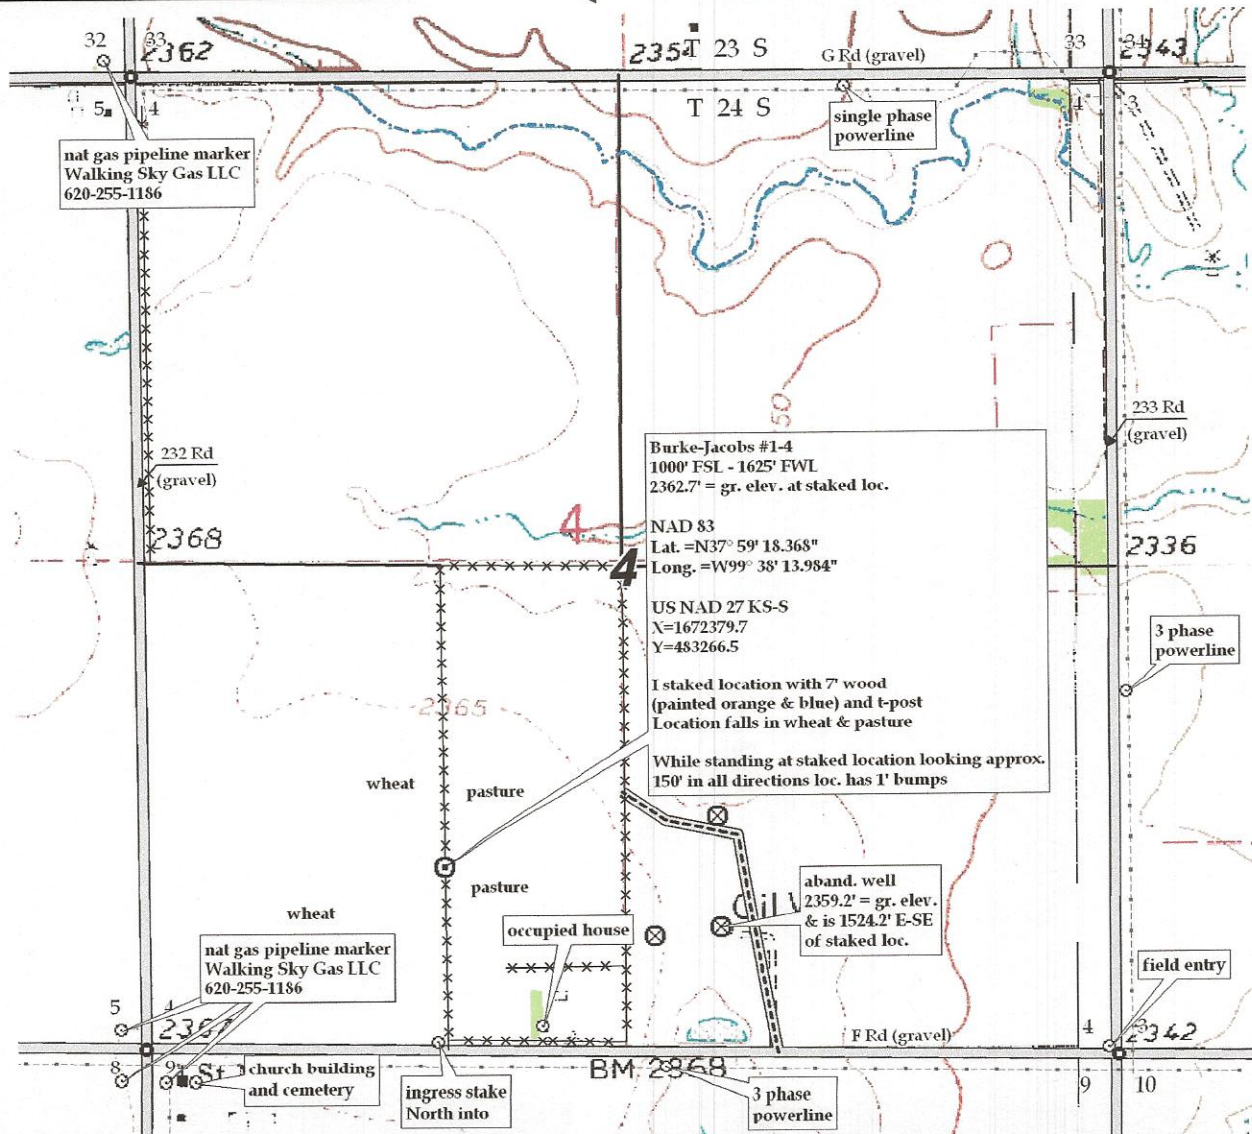 32
33
2362
2354
T 23 S
G Rd (gravel)
33
34
2343
5
4
T 24 S
4
3
single phase
powerline
nat gas pipeline marker
Walking Sky Gas LLC
620-255-1186
233 Rd
(gravel)
232 Rd
(gravel)
50
Burke-Jacobs #1-4
1000' FSL - 1625' FWL
2362.7' = gr. elev. at staked loc.
NAD 83
Lat. =N37° 59' 18.368"
Long. =W99° 38' 13.984"
US NAD 27 KS-S
X=1672379.7
Y=483266.5
I staked location with 7' wood
(painted orange & blue) and t-post
Location falls in wheat & pasture
While standing at staked location looking approx.
150' in all directions loc. has 1' bumps
2368
4
4
2336
3 phase
powerline
2365
wheat
pasture
pasture
wheat
aband. well
2359.2' = gr. elev.
& is 1524.2' E-SE
of staked loc.
Oil
occupied house
nat gas pipeline marker
Walking Sky Gas LLC
620-255-1186
field entry
5
4
F Rd (gravel)
4
3
2342
8
9
St
church building
and cemetery
BM 2368
9
10
ingress stake
North into
3 phase
powerline